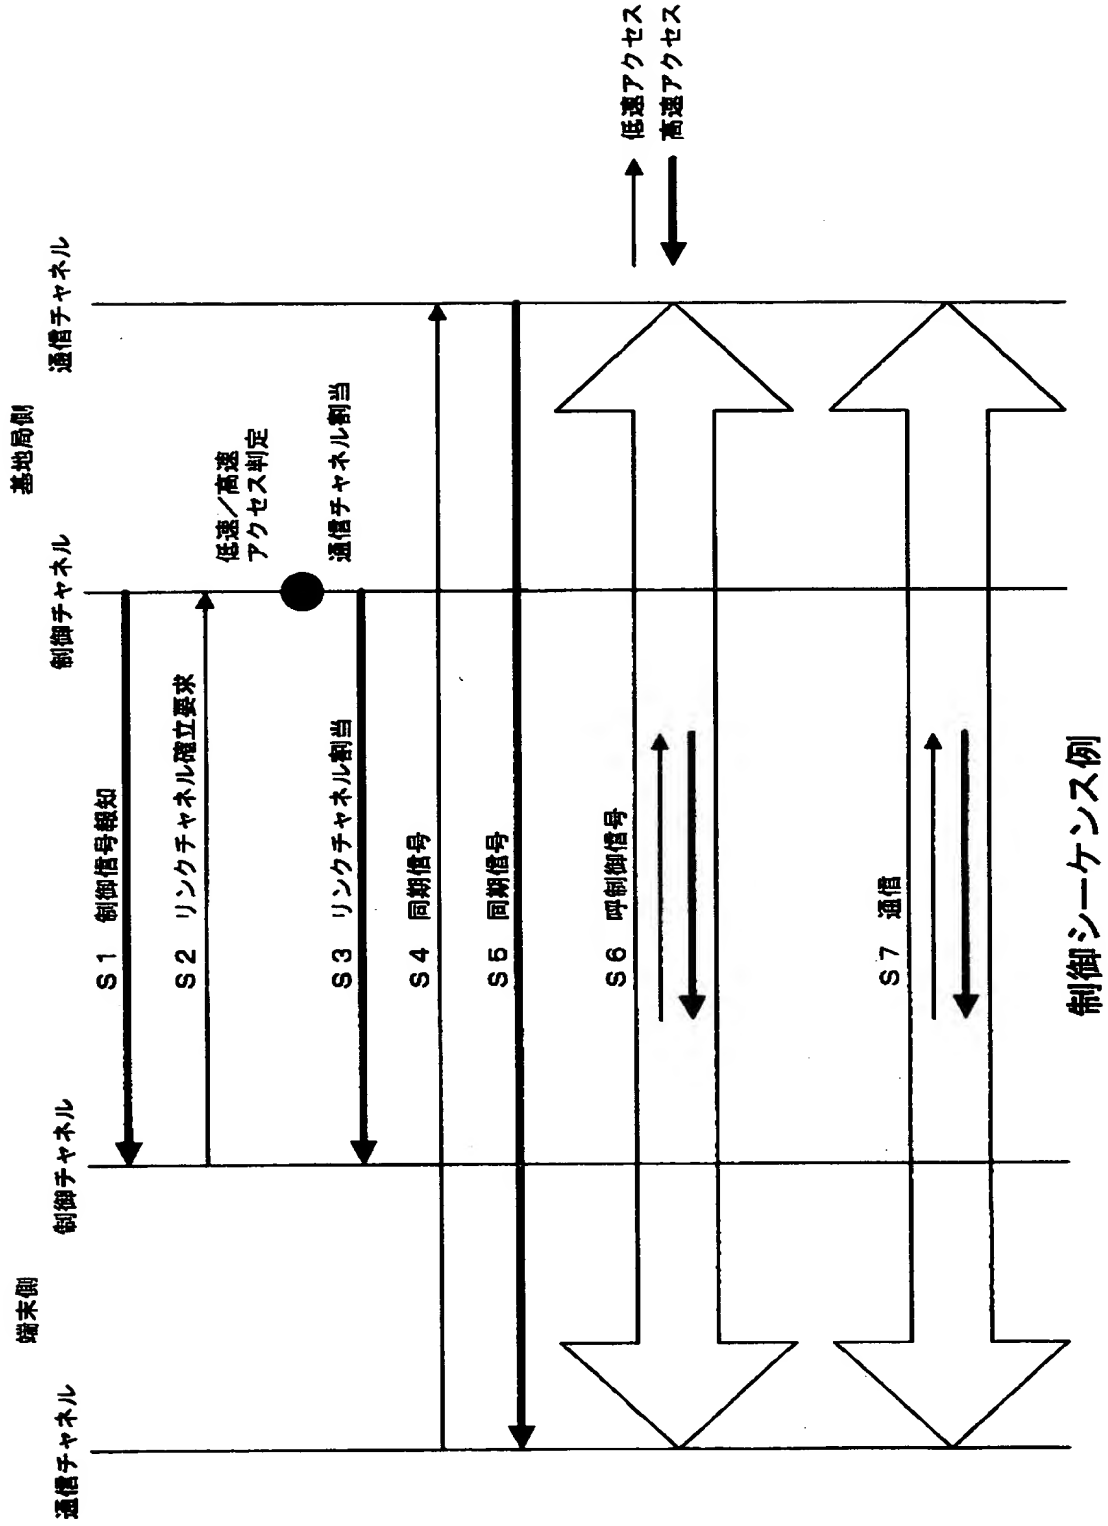 端末側
基地局側
通信チャネル
制御チャネル
制御チャネル
通信チャネル
S1 制御信号報知
S2 リンクチャネル確立要求
低速／高速
アクセス判定
通信チャネル割当
S3 リンクチャネル割当
S4 同期信号
S5 同期信号
S6 呼制御信号
S7 通信
低速アクセス
高速アクセス
制御シーケンス例